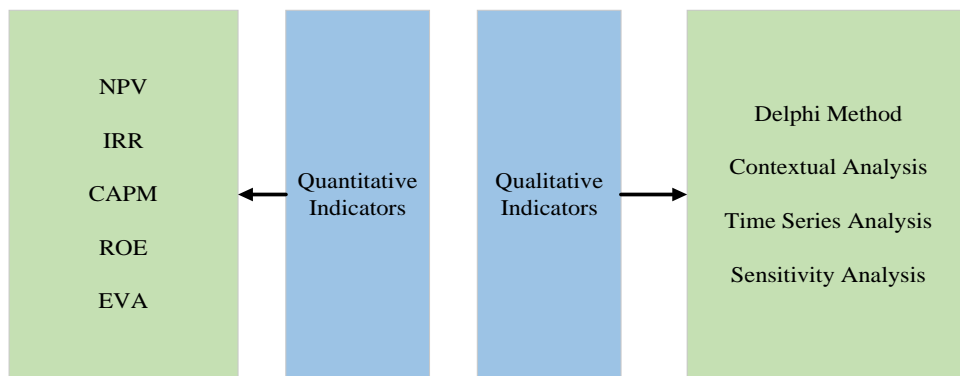 NPV
IRR
CAPM
ROE
EVA
Quantitative
Indicators
Qualitative
Indicators
Delphi Method
Contextual Analysis
Time Series Analysis
Sensitivity Analysis